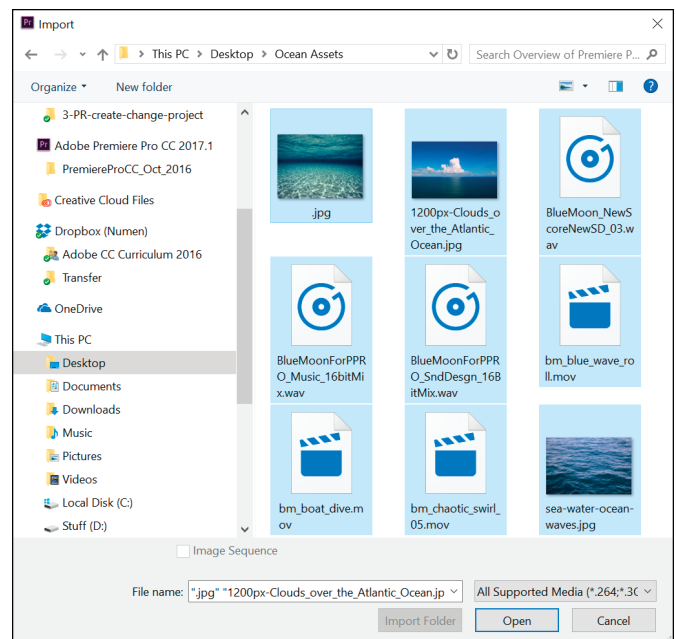 Pr Import
This PC > Desktop > Ocean Assets
Search Overview of Premiere P...
Organize
New folder
?
3-PR-create-change-project
Pr Adobe Premiere Pro CC 2017.1
PremiereProCC_Oct_2016
Creative Cloud Files
Dropbox (Numen)
Adobe CC Curriculum 2016
Transfer
OneDrive
This PC
Desktop
Documents
Downloads
Music
Pictures
Videos
Local Disk (C:)
Stuff (D:)
.jpg
1200px-Clouds_o
ver_the_Atlantic_
Ocean.jpg
BlueMoon_NewS
coreNewSD_03.w
av
BlueMoonForPPR
O_Music_16bitMi
x.wav
BlueMoonForPPR
O_SndDesgn_16B
itMix.wav
bm_blue_wave_ro
ll.mov
bm_boat_dive.m
ov
bm_chaotic_swirl_
05.mov
sea-water-ocean-
waves.jpg
Image Sequence
File name: ".jpg" "1200px-Clouds_over_the_Atlantic_Ocean.jp
All Supported Media (*.264;*.3G
Import Folder
Open
Cancel